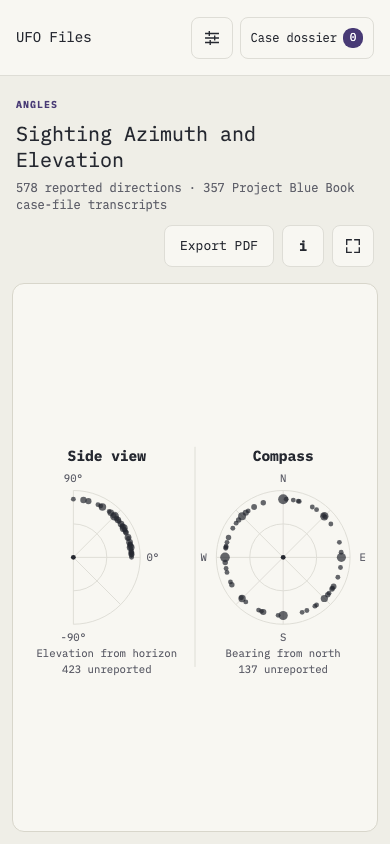 UFO Files
Case dossier 0
ANGLES
Sighting Azimuth and
Elevation
578 reported directions · 357 Project Blue Book
case-file transcripts
Export PDF
i
Side view
90°
0°
-90°
Elevation from horizon
423 unreported
Compass
N
W
E
S
Bearing from north
137 unreported